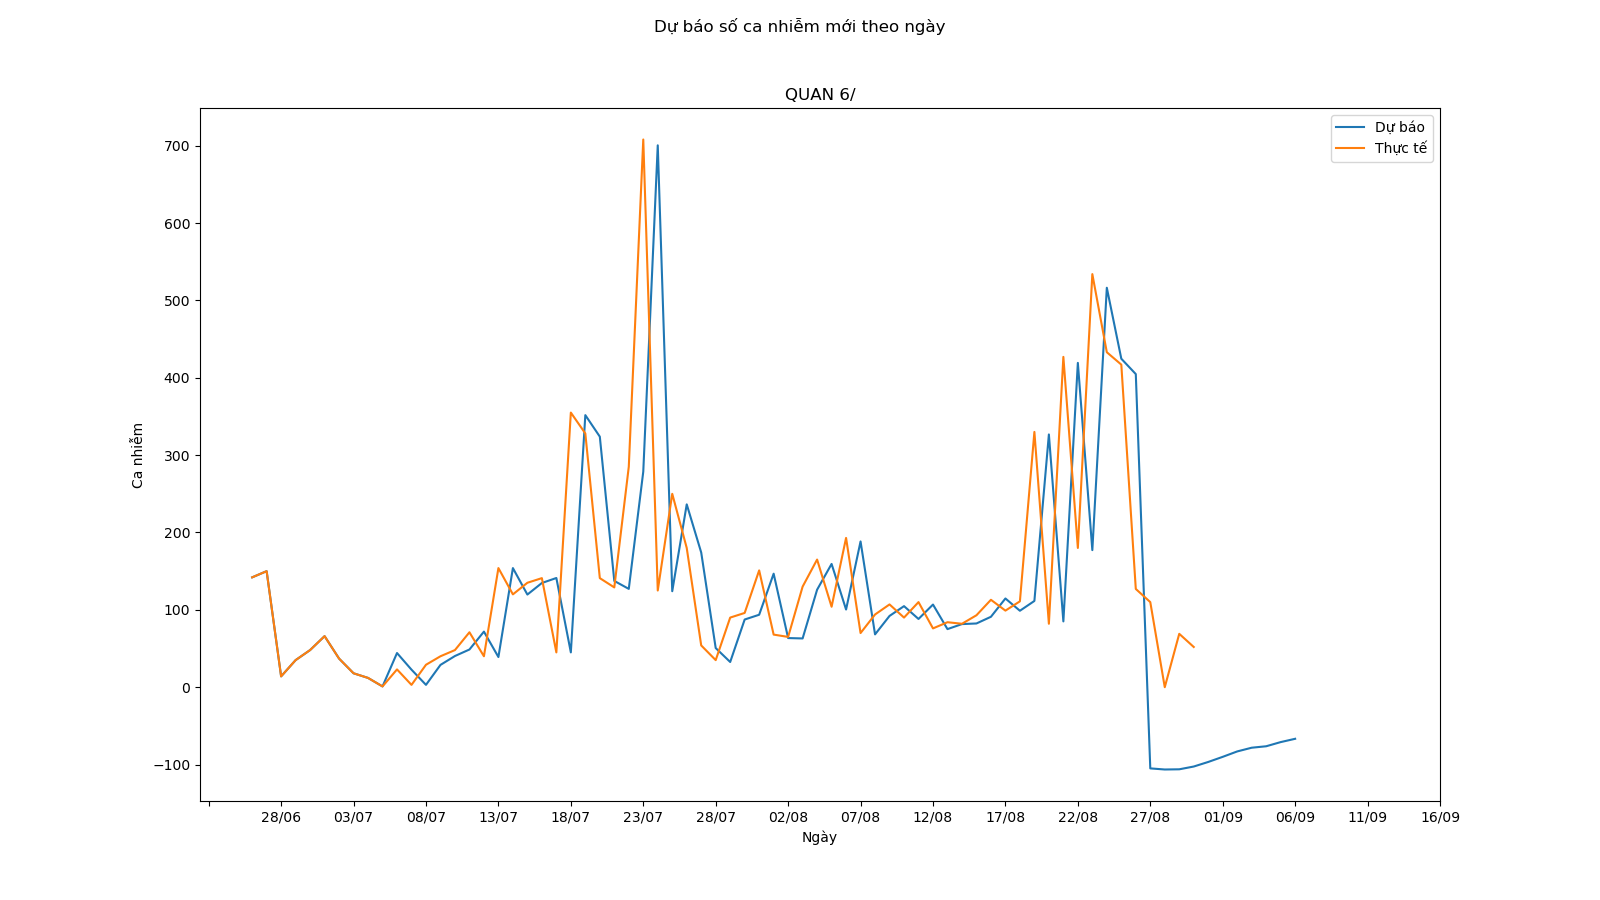 Dự báo số ca nhiễm mới theo ngày
QUAN 6/
Dự báo
Thực tế
700
600
500
400
300
200
100
0
−100
Ca nhiễm
28/06 03/07 08/07 13/07 18/07 23/07 28/07 02/08 07/08 12/08 17/08 22/08 27/08 01/09 06/09 11/09 16/09
Ngày